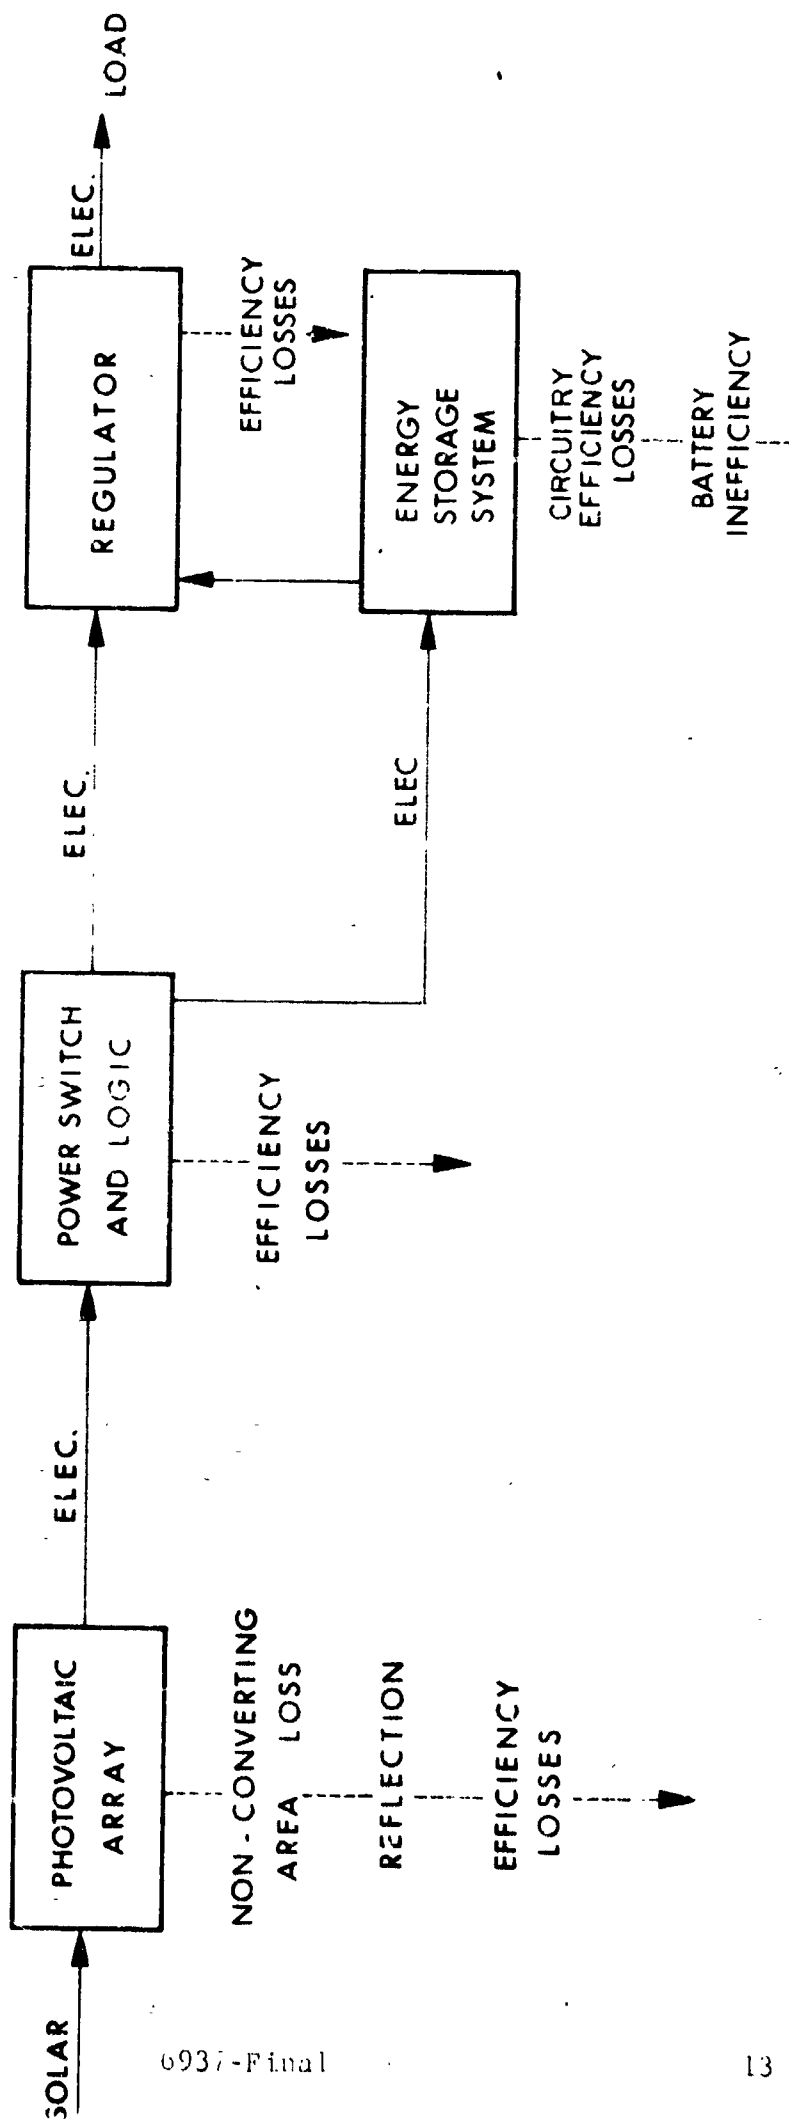 SOLAR
PHOTOVOLTAIC
ARRAY
NON-CONVERTING
AREA LOSS
REFLECTION
EFFICIENCY
LOSSES
ELEC.
POWER SWITCH
AND LOGIC
EFFICIENCY
LOSSES
ELEC.
ELEC
REGULATOR
EFFICIENCY
LOSSES
ENERGY
STORAGE
SYSTEM
CIRCUITRY
EFFICIENCY
LOSSES
BATTERY
INEFFICIENCY
ELEC.
LOAD
6937-Final
13